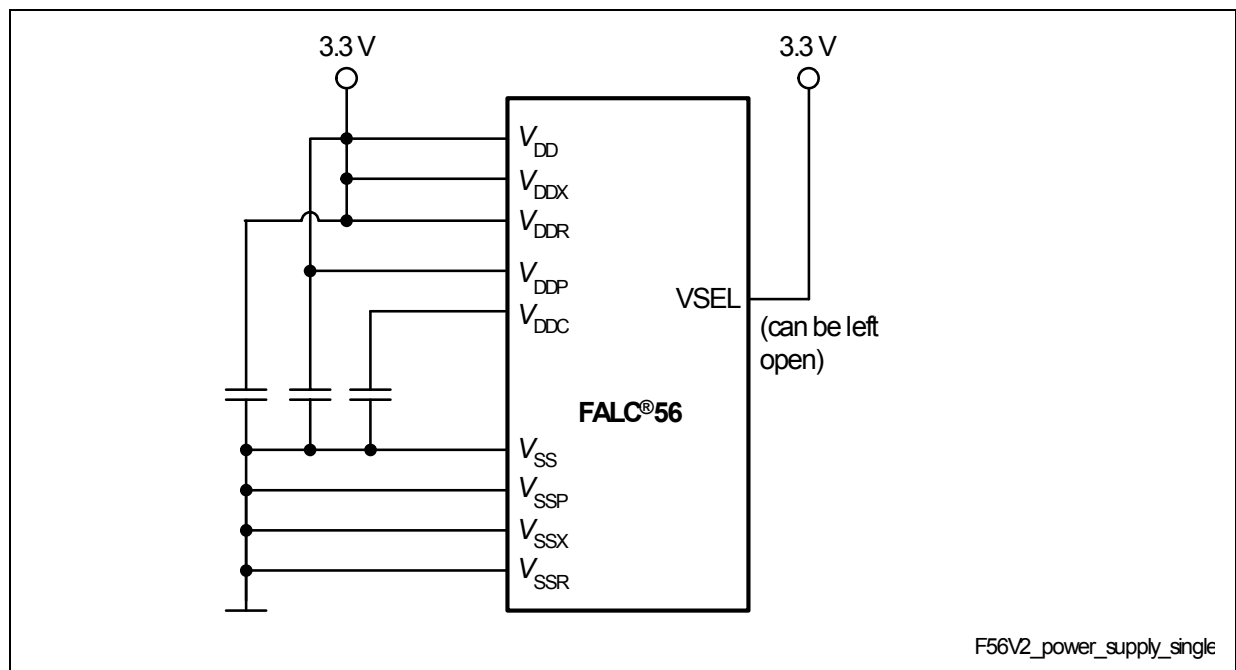 3.3 V
3.3 V
VDD
VDDX
VDDR
VDDP
VDDC
VSEL
(can be left
open)
FALC®56
VSS
VSSP
VSSX
VSSR
F56V2_power_supply_single